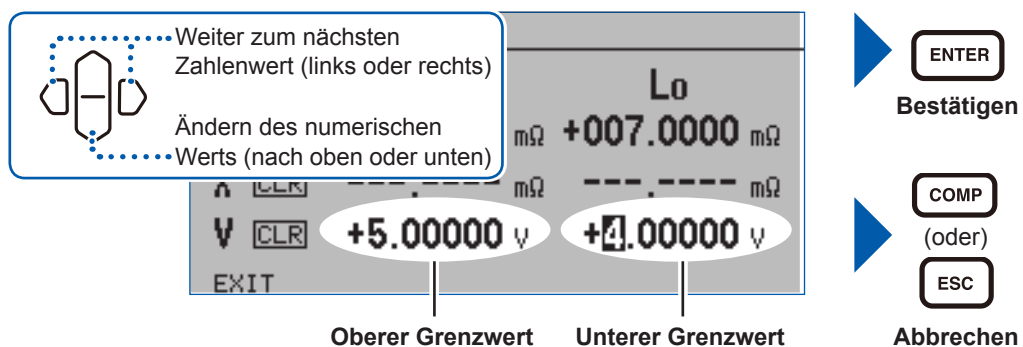 Weiter zum nächsten
Zahlenwert (links oder rechts)
Ändern des numerischen
Werts (nach oben oder unten)
Lo
mΩ +007.0000 mΩ
X CLR ---.---- mΩ ---.---- mΩ
V CLR +5.00000 V +4.00000 V
EXIT
Oberer Grenzwert Unterer Grenzwert
ENTER
Bestätigen
COMP
(oder)
ESC
Abbrechen